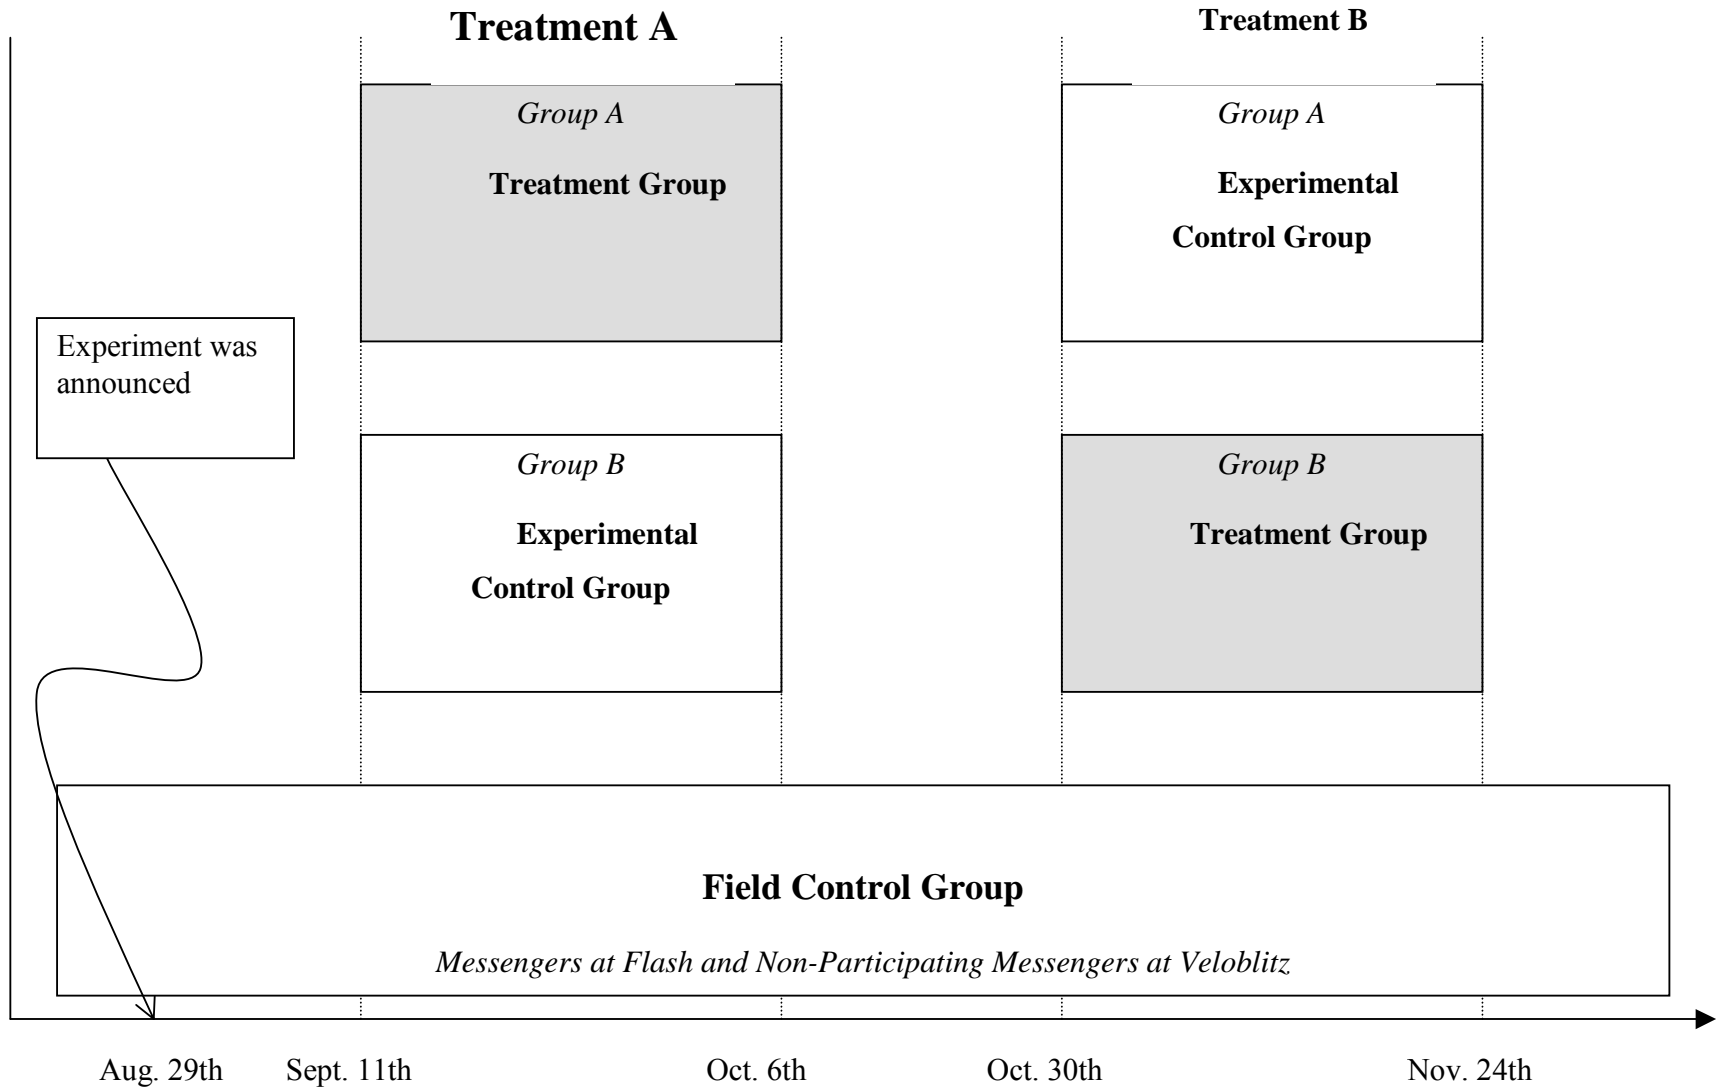 Treatment A
Treatment B
Group A
Treatment Group
Group A
Experimental
Control Group
Experiment was
announced
Group B
Experimental
Control Group
Group B
Treatment Group
Field Control Group
Messengers at Flash and Non-Participating Messengers at Veloblitz
Aug. 29th
Sept. 11th
Oct. 6th
Oct. 30th
Nov. 24th